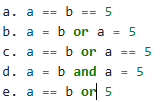 a. a == b == 5
b. a = b or a = 5
c. a == b or a == 5
d. a = b and a = 5
e. a == b or 5